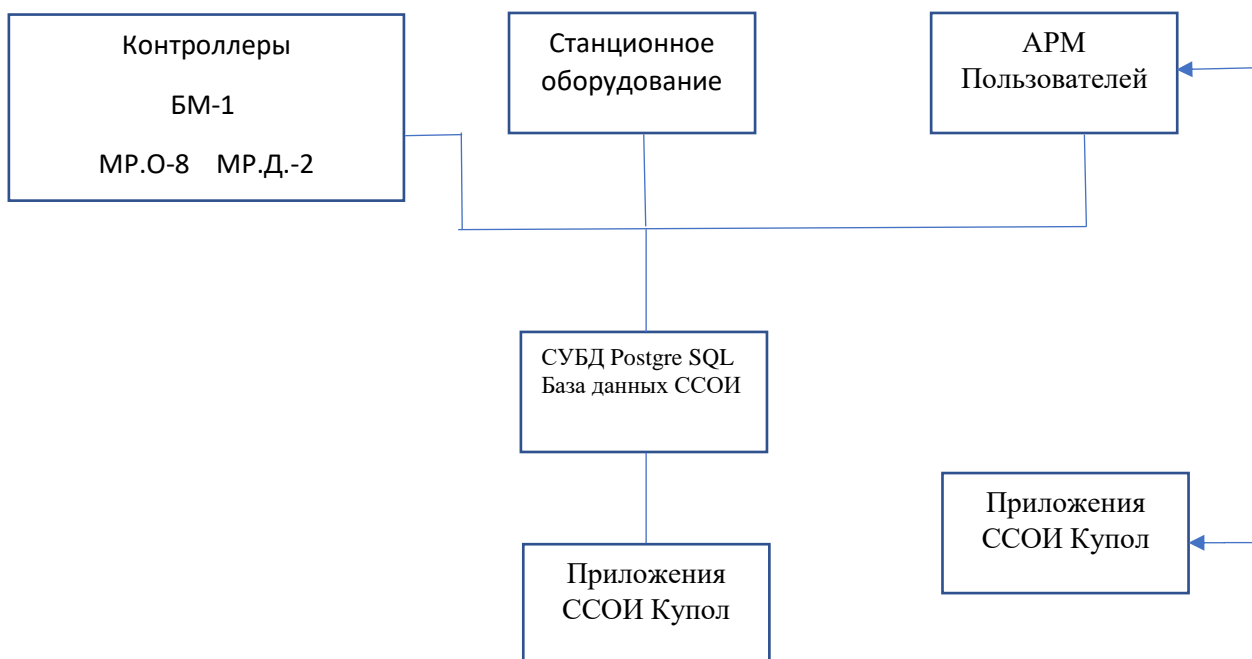 Контроллеры
БМ-1
МР.О-8 МР.Д.-2
Станционное
оборудование
АРМ
Пользователей
СУБД Postgre SQL
База данных ССОИ
Приложения
ССОИ Купол
Приложения
ССОИ Купол